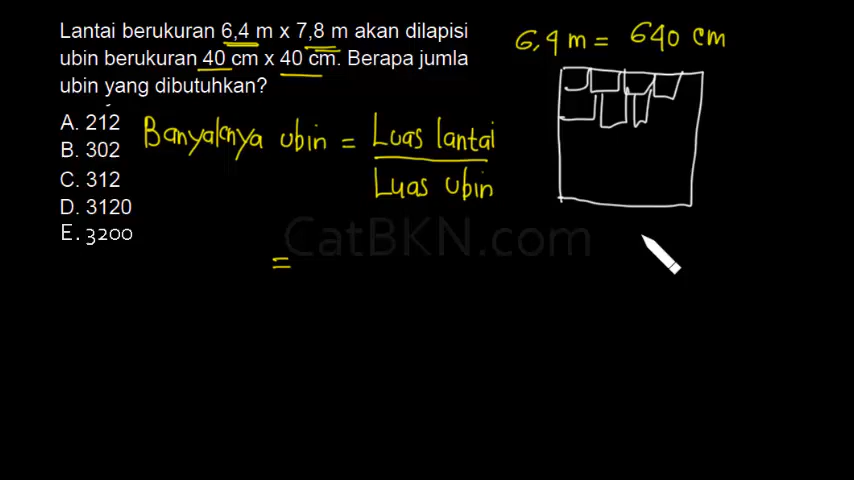 Lantai berukuran 6,4 m x 7,8 m akan dilapisi
ubin berukuran 40 cm x 40 cm. Berapa jumla
ubin yang dibutuhkan?
A. 212
B. 302
C. 312
D. 3120
E. 3200
Banyaknya ubin = Luas lantai
Luas ubin
=
6,4 m = 640 cm
CatBKN.com